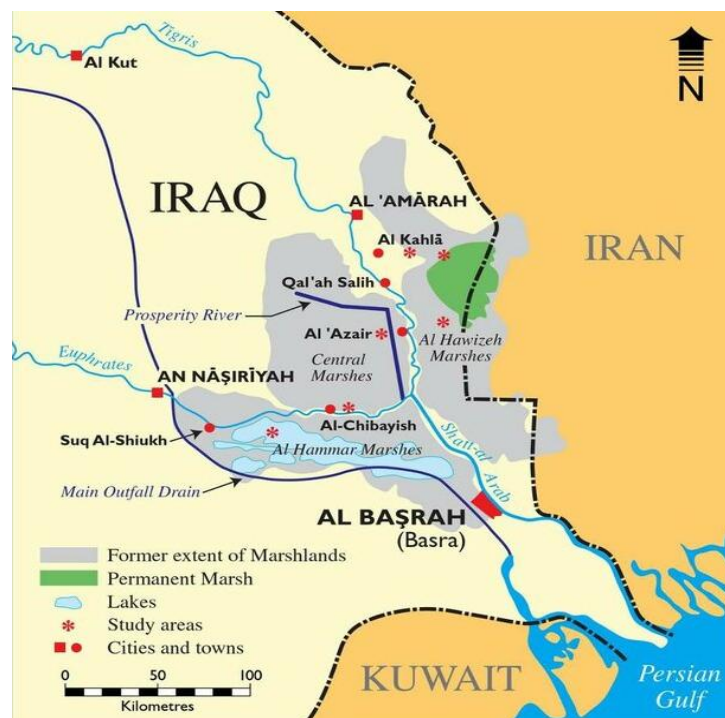 Tigris
Al Kut
N
IRAQ
AL 'AMĀRAH
Al Kahlā
IRAN
Qal'ah Salih
Prosperity River
Al 'Azair
Al Hawizeh
Marshes
Central
Marshes
Euphrates
AN NĀŞIRĪYAH
Al-Chibayish
Suq Al-Shiukh
Al Hammar Marshes
Shatt-al
Arab
Main Outfall Drain
AL BAŞRAH
(Basra)
Former extent of Marshlands
Permanent Marsh
Lakes
Study areas
Cities and towns
0 50 100
Kilometres
KUWAIT
Persian
Gulf